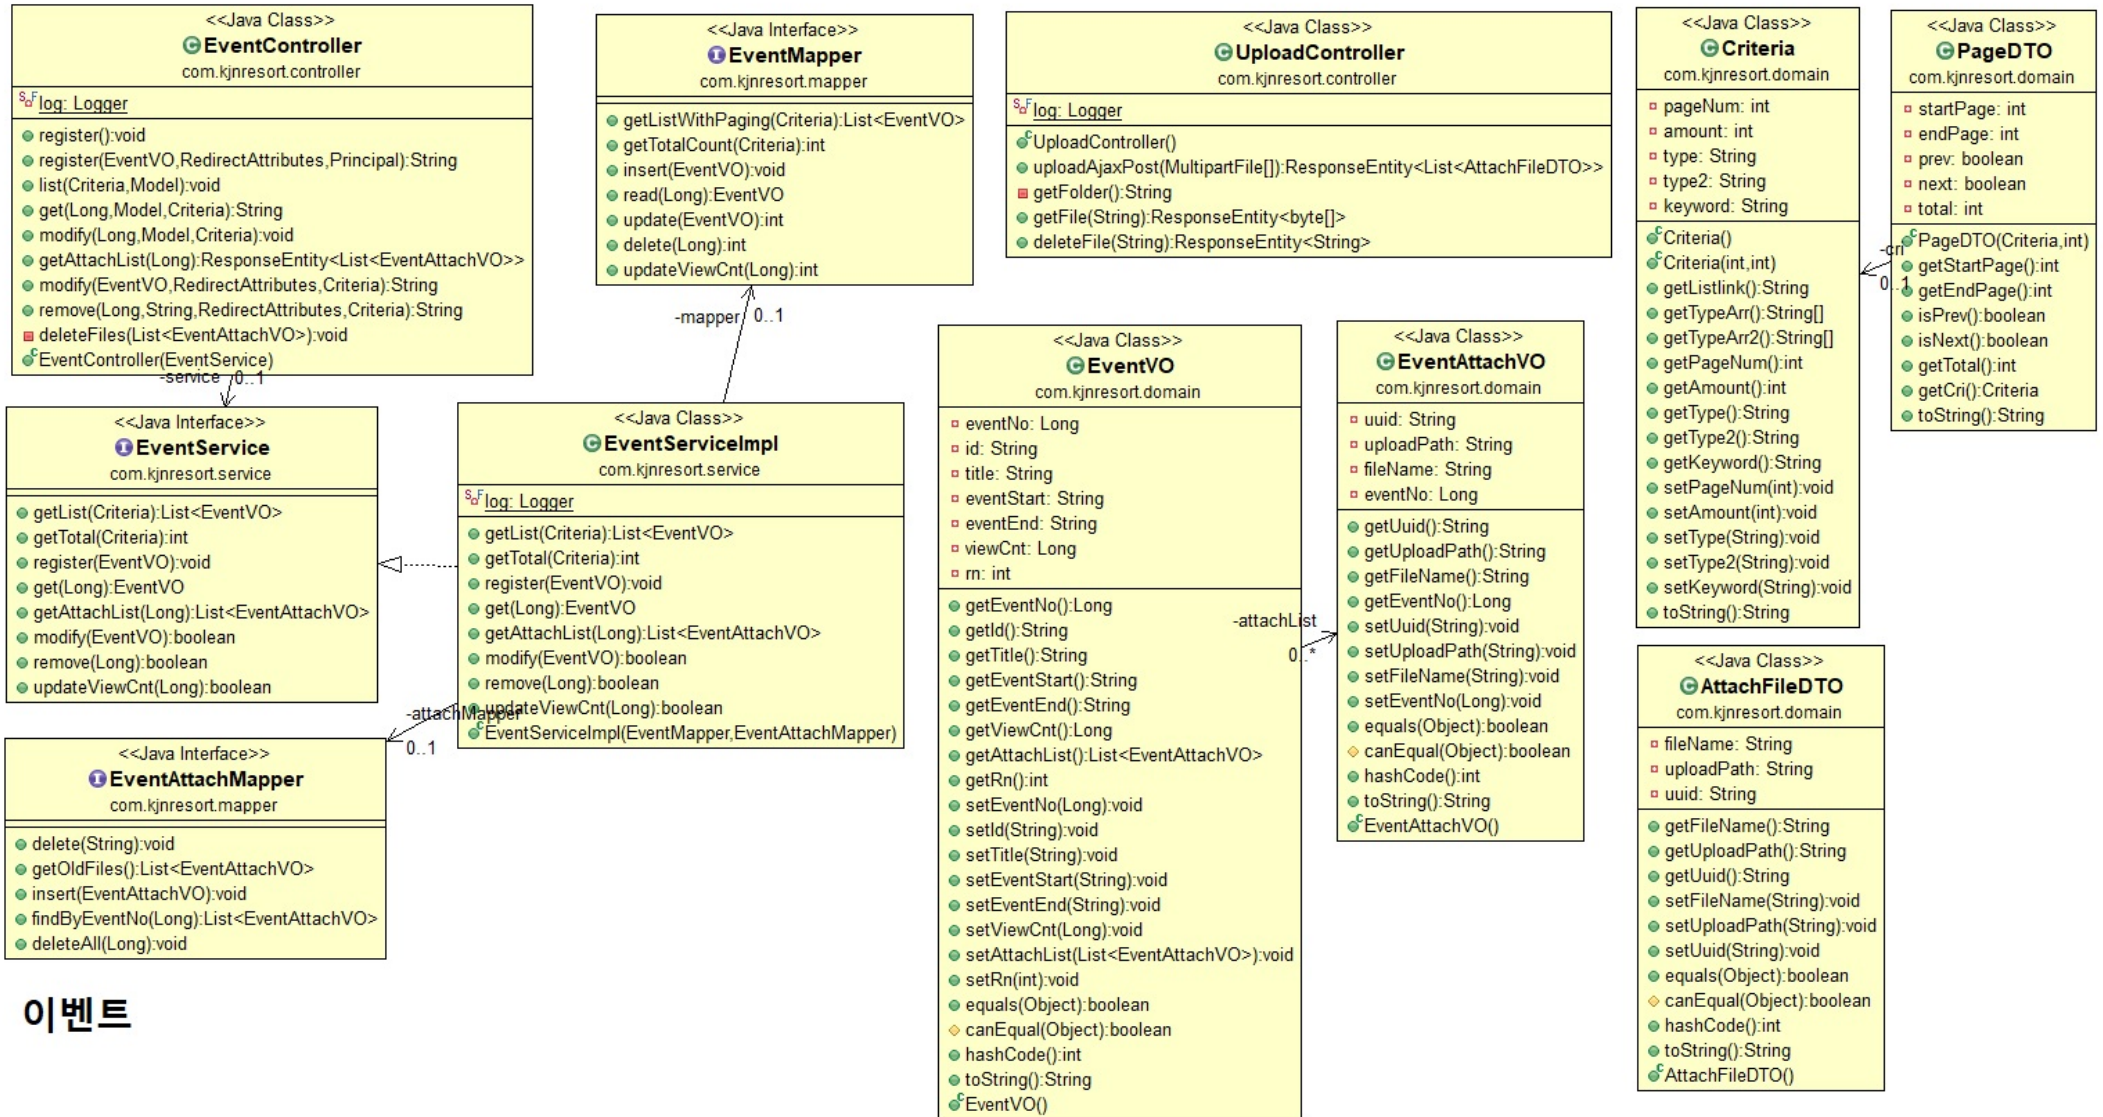 <<Java Class>>
EventController
com.kjnresort.controller
log: Logger
register():void
register(EventVO,RedirectAttributes,Principal):String
list(Criteria,Model):void
get(Long,Model,Criteria):String
modify(Long,Model,Criteria):void
getAttachList(Long):ResponseEntity<List<EventAttachVO>>
modify(EventVO,RedirectAttributes,Criteria):String
remove(Long,String,RedirectAttributes,Criteria):String
deleteFiles(List<EventAttachVO>):void
EventController(EventService)
-service 0..1
<<Java Interface>>
EventMapper
com.kjnresort.mapper
getListWithPaging(Criteria):List<EventVO>
getTotalCount(Criteria):int
insert(EventVO):void
read(Long):EventVO
update(EventVO):int
delete(Long):int
updateViewCnt(Long):int
-mapper 0..1
<<Java Class>>
UploadController
com.kjnresort.controller
log: Logger
UploadController()
uploadAjaxPost(MultipartFile[]):ResponseEntity<List<AttachFileDTO>>
getFolder():String
getFile(String):ResponseEntity<byte[]>
deleteFile(String):ResponseEntity<String>
<<Java Class>>
Criteria
com.kjnresort.domain
pageNum: int
amount: int
type: String
type2: String
keyword: String
Criteria()
Criteria(int,int)
getListlink():String
getTypeArr():String[]
getTypeArr2():String[]
getPageNum():int
getAmount():int
getType():String
getType2():String
getKeyword():String
setPageNum(int):void
setAmount(int):void
setType(String):void
setType2(String):void
setKeyword(String):void
toString():String
-cri
0..1
<<Java Class>>
PageDTO
com.kjnresort.domain
startPage: int
endPage: int
prev: boolean
next: boolean
total: int
PageDTO(Criteria,int)
getStartPage():int
getEndPage():int
isPrev():boolean
isNext():boolean
getTotal():int
getCri():Criteria
toString():String
<<Java Interface>>
EventService
com.kjnresort.service
getList(Criteria):List<EventVO>
getTotal(Criteria):int
register(EventVO):void
get(Long):EventVO
getAttachList(Long):List<EventAttachVO>
modify(EventVO):boolean
remove(Long):boolean
updateViewCnt(Long):boolean
<<Java Class>>
EventServiceImpl
com.kjnresort.service
log: Logger
getList(Criteria):List<EventVO>
getTotal(Criteria):int
register(EventVO):void
get(Long):EventVO
getAttachList(Long):List<EventAttachVO>
modify(EventVO):boolean
remove(Long):boolean
updateViewCnt(Long):boolean
EventServiceImpl(EventMapper,EventAttachMapper)
-attachMapper
0..1
<<Java Interface>>
EventAttachMapper
com.kjnresort.mapper
delete(String):void
getOldFiles():List<EventAttachVO>
insert(EventAttachVO):void
findByEventNo(Long):List<EventAttachVO>
deleteAll(Long):void
<<Java Class>>
EventVO
com.kjnresort.domain
eventNo: Long
id: String
title: String
eventStart: String
eventEnd: String
viewCnt: Long
rn: int
getEventNo():Long
getId():String
getTitle():String
getEventStart():String
getEventEnd():String
getViewCnt():Long
getAttachList():List<EventAttachVO>
getRn():int
setEventNo(Long):void
setId(String):void
setTitle(String):void
setEventStart(String):void
setEventEnd(String):void
setViewCnt(Long):void
setAttachList(List<EventAttachVO>):void
setRn(int):void
equals(Object):boolean
canEqual(Object):boolean
hashCode():int
toString():String
EventVO()
-attachList
0..*
<<Java Class>>
EventAttachVO
com.kjnresort.domain
uuid: String
uploadPath: String
fileName: String
eventNo: Long
getUuid():String
getUploadPath():String
getFileName():String
getEventNo():Long
setUuid(String):void
setUploadPath(String):void
setFileName(String):void
setEventNo(Long):void
equals(Object):boolean
canEqual(Object):boolean
hashCode():int
toString():String
EventAttachVO()
<<Java Class>>
AttachFileDTO
com.kjnresort.domain
fileName: String
uploadPath: String
uuid: String
getFileName():String
getUploadPath():String
getUuid():String
setFileName(String):void
setUploadPath(String):void
setUuid(String):void
equals(Object):boolean
canEqual(Object):boolean
hashCode():int
toString():String
AttachFileDTO()
이벤트